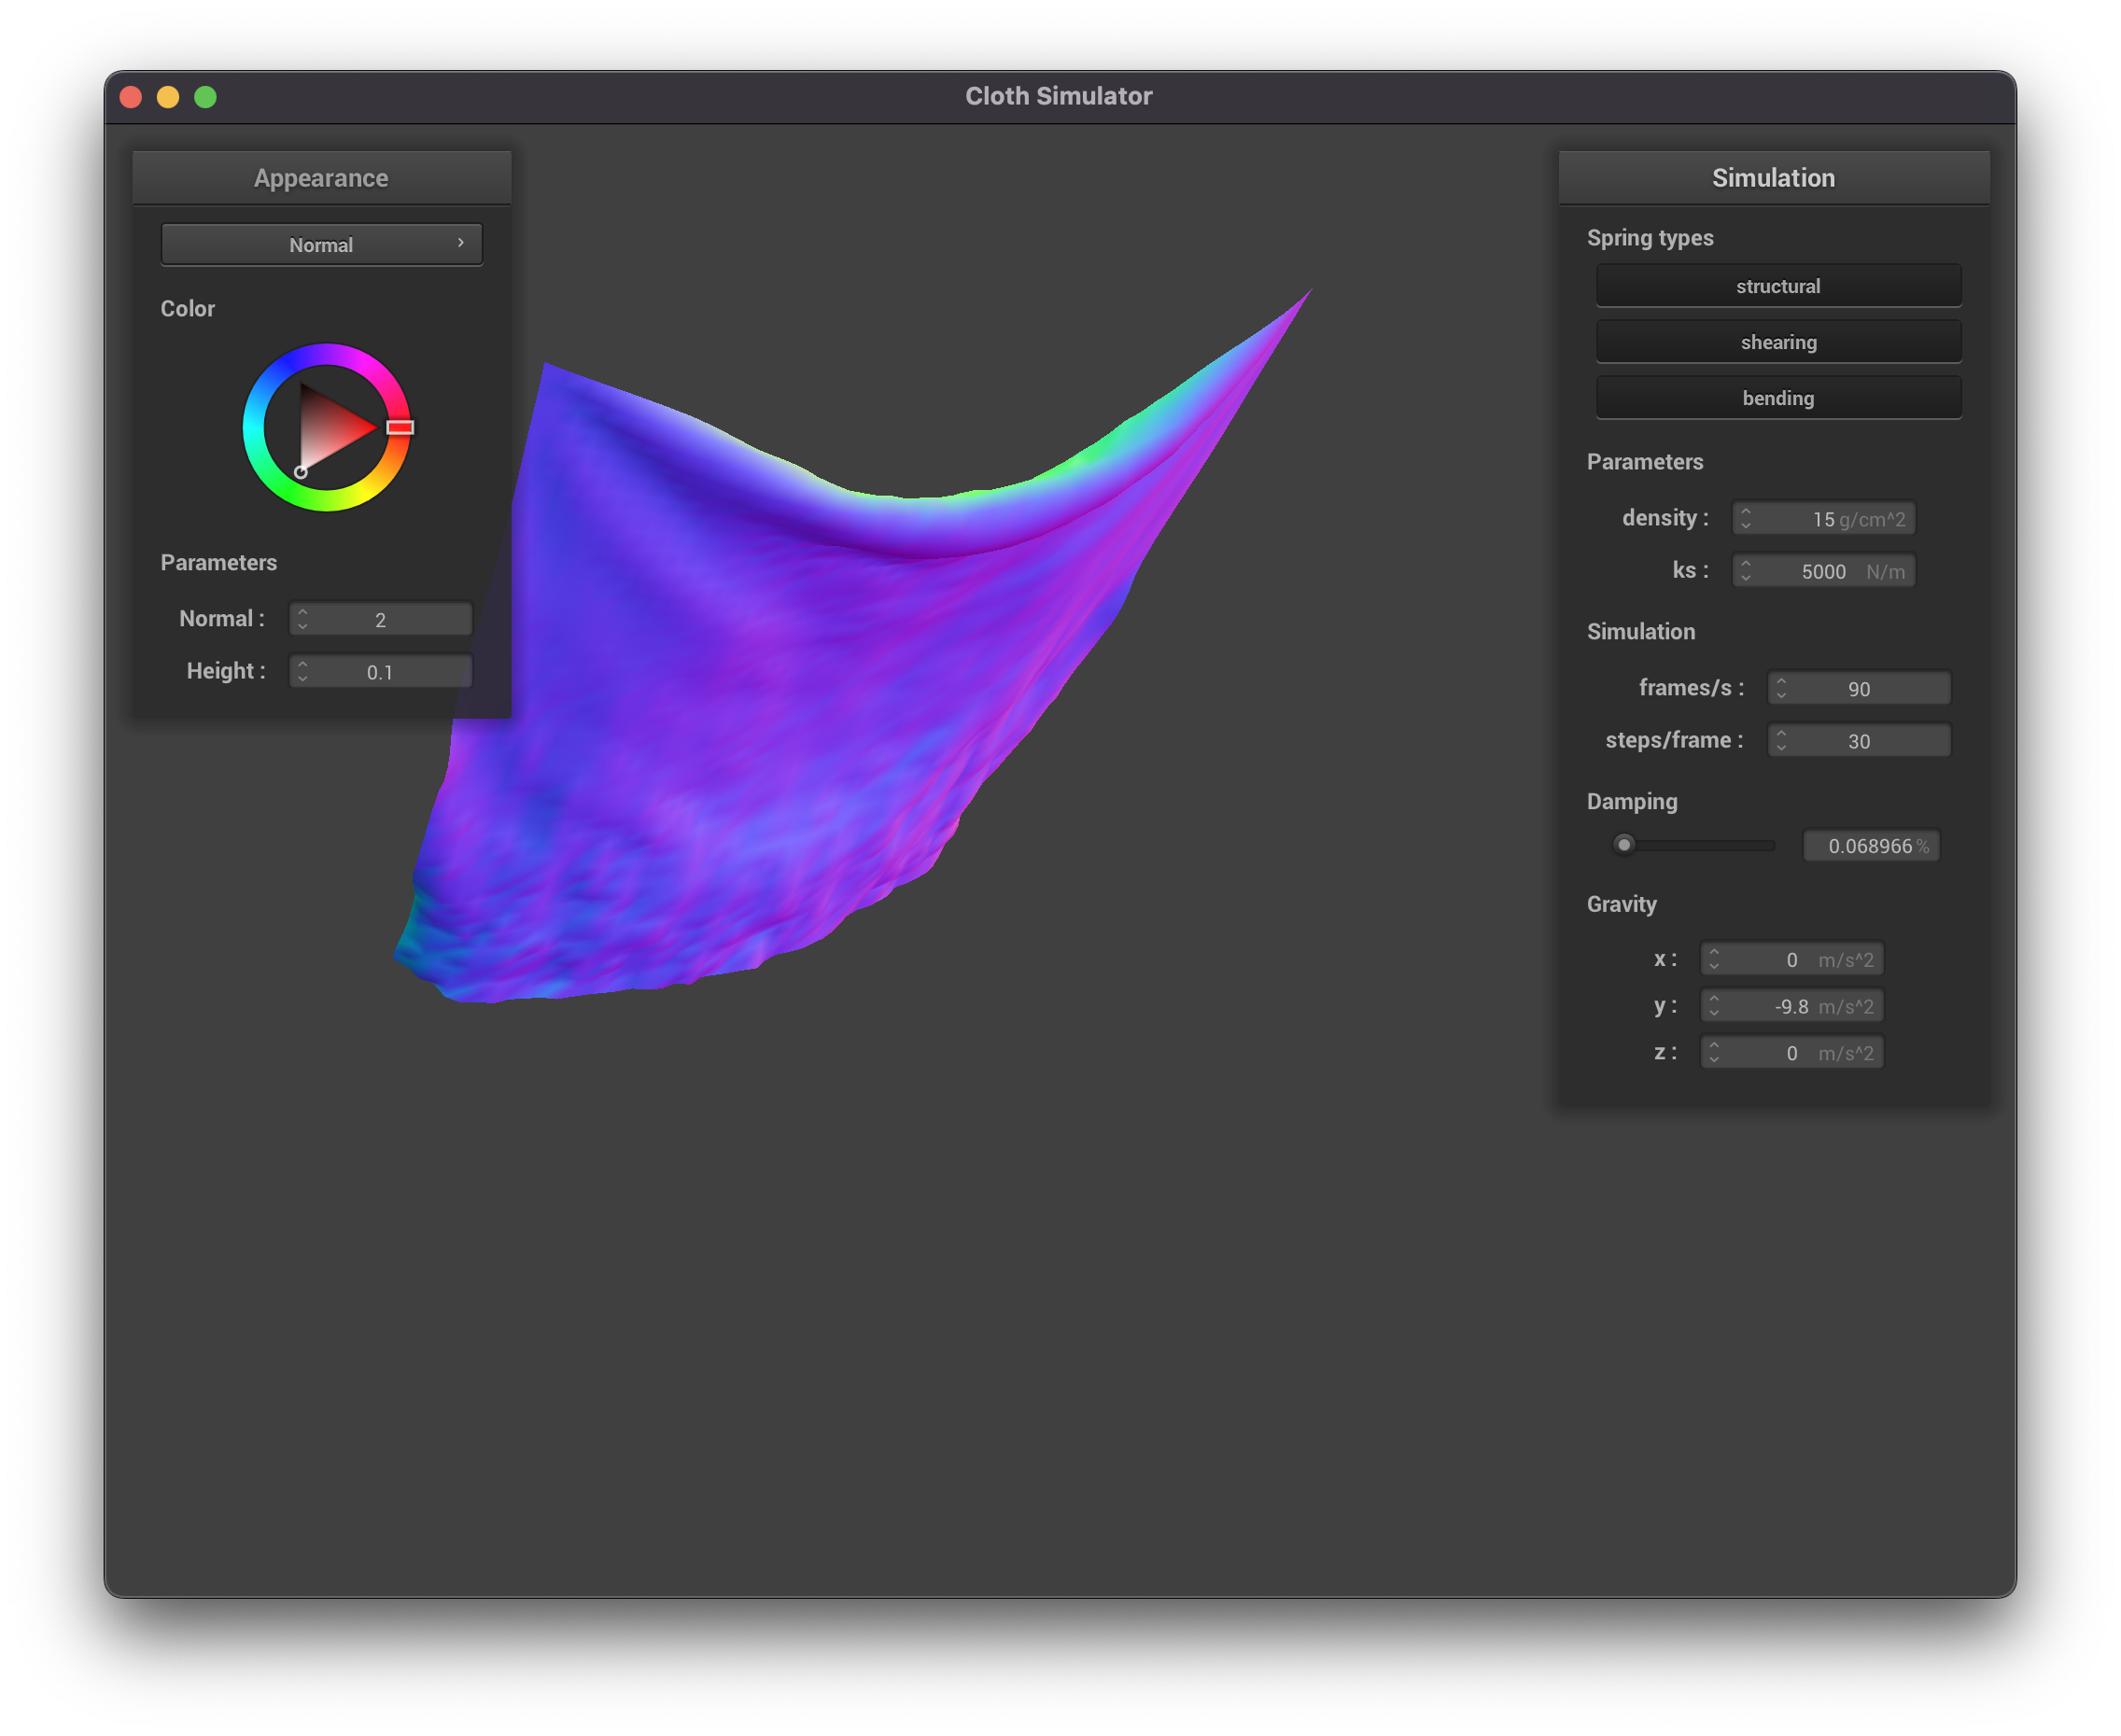 Cloth Simulator
Appearance
Normal
Color
Parameters
Normal : 2
Height : 0.1
Simulation
Spring types
structural
shearing
bending
Parameters
density : 15 g/cm^2
ks : 5000 N/m
Simulation
frames/s : 90
steps/frame : 30
Damping
0.068966 %
Gravity
x : 0 m/s^2
y : -9.8 m/s^2
z : 0 m/s^2